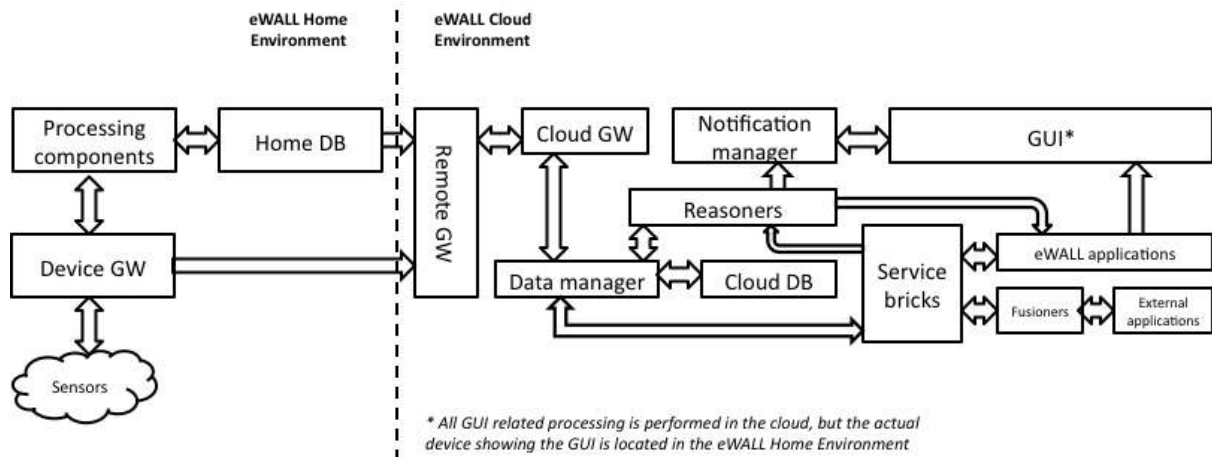 eWALL Home
Environment
eWALL Cloud
Environment
Processing
components
Home DB
Remote GW
Cloud GW
Notification
manager
GUI*
Reasoners
Device GW
Data manager
Cloud DB
Service
bricks
eWALL applications
Fusioners
External
applications
Sensors
* All GUI related processing is performed in the cloud, but the actual
device showing the GUI is located in the eWALL Home Environment